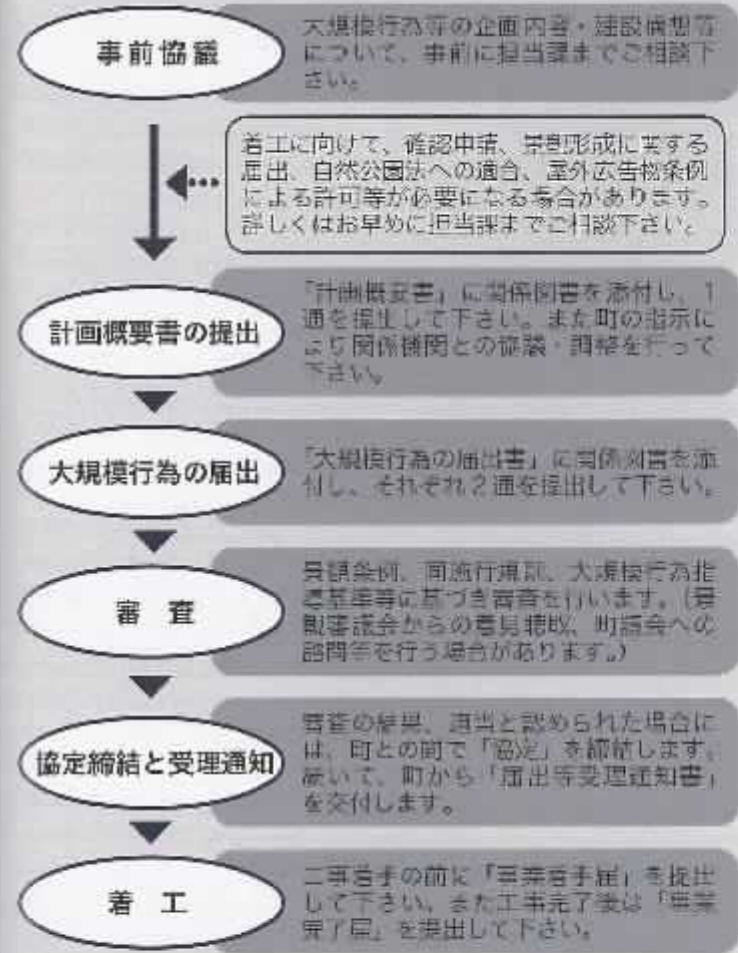 事前協議
大規模行為等の企画内容・建設構想等
について、事前に担当課までご相談下
さい。
着工に向けて、確認申請、景観形成に関する
届出、自然公園法への適合、屋外広告物条例
による許可等が必要になる場合があります。
詳しくはお早めに担当課までご相談下さい。
計画概要書の提出
「計画概要書」に関係図書を添付し、1
通を提出して下さい。また町の指示に
より関係機関との協議・調整を行って
下さい。
大規模行為の届出
「大規模行為の届出書」に関係図書を添
付し、それぞれ2通を提出して下さい。
審査
景観条例、同施行規則、大規模行為指
導基準等に基づき審査を行います。(景
観審議会からの意見聴取、町議会への
諮問等を行う場合があります。)
協定締結と受理通知
審査の結果、適当と認められた場合に
は、町との間で「協定」を締結します。
続いて、町から「届出等受理通知書」
を交付します。
着工
工事着手の前に「事業着手届」を提出
して下さい。また工事完了後は「事業
完了届」を提出して下さい。